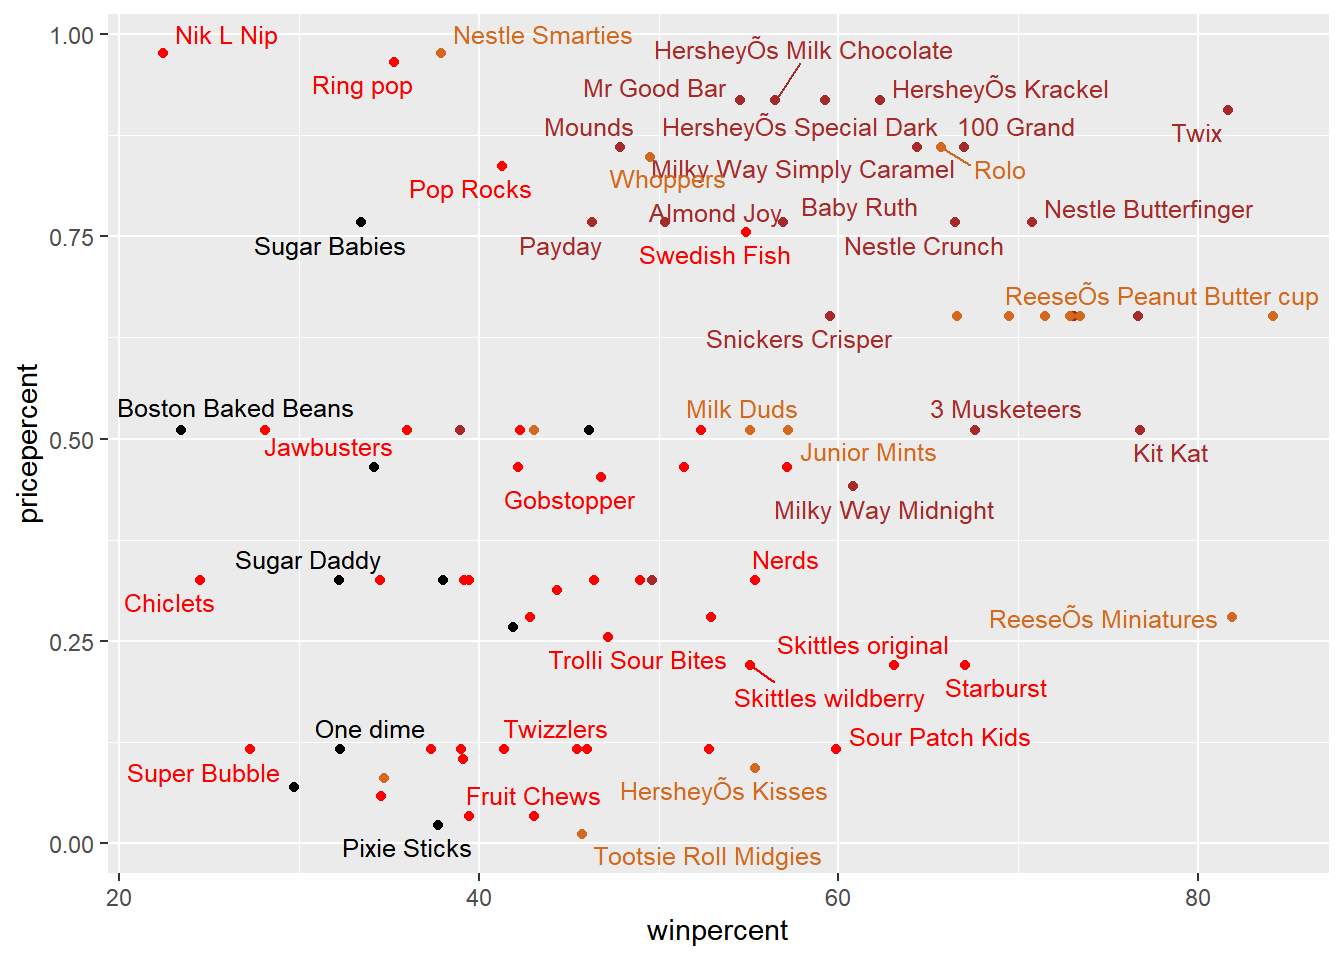 1.00
Nik L Nip
Nestle Smarties
HersheyÕs Milk Chocolate
Ring pop
Mr Good Bar
HersheyÕs Krackel
Mounds
HersheyÕs Special Dark
100 Grand
Twix
Whoppers
Milky Way Simply Caramel
Rolo
Pop Rocks
Almond Joy
Baby Ruth
Nestle Butterfinger
0.75
Sugar Babies
Payday
Swedish Fish
Nestle Crunch
ReeseÕs Peanut Butter cup
Snickers Crisper
pricepercent
Boston Baked Beans
Milk Duds
3 Musketeers
0.50
Jawbusters
Junior Mints
Kit Kat
Gobstopper
Milky Way Midnight
Sugar Daddy
Nerds
Chiclets
ReeseÕs Miniatures
0.25
Trolli Sour Bites
Skittles original
Skittles wildberry
Starburst
One dime
Twizzlers
Sour Patch Kids
Super Bubble
Fruit Chews
HersheyÕs Kisses
0.00
Pixie Sticks
Tootsie Roll Midgies
20
40
60
80
winpercent